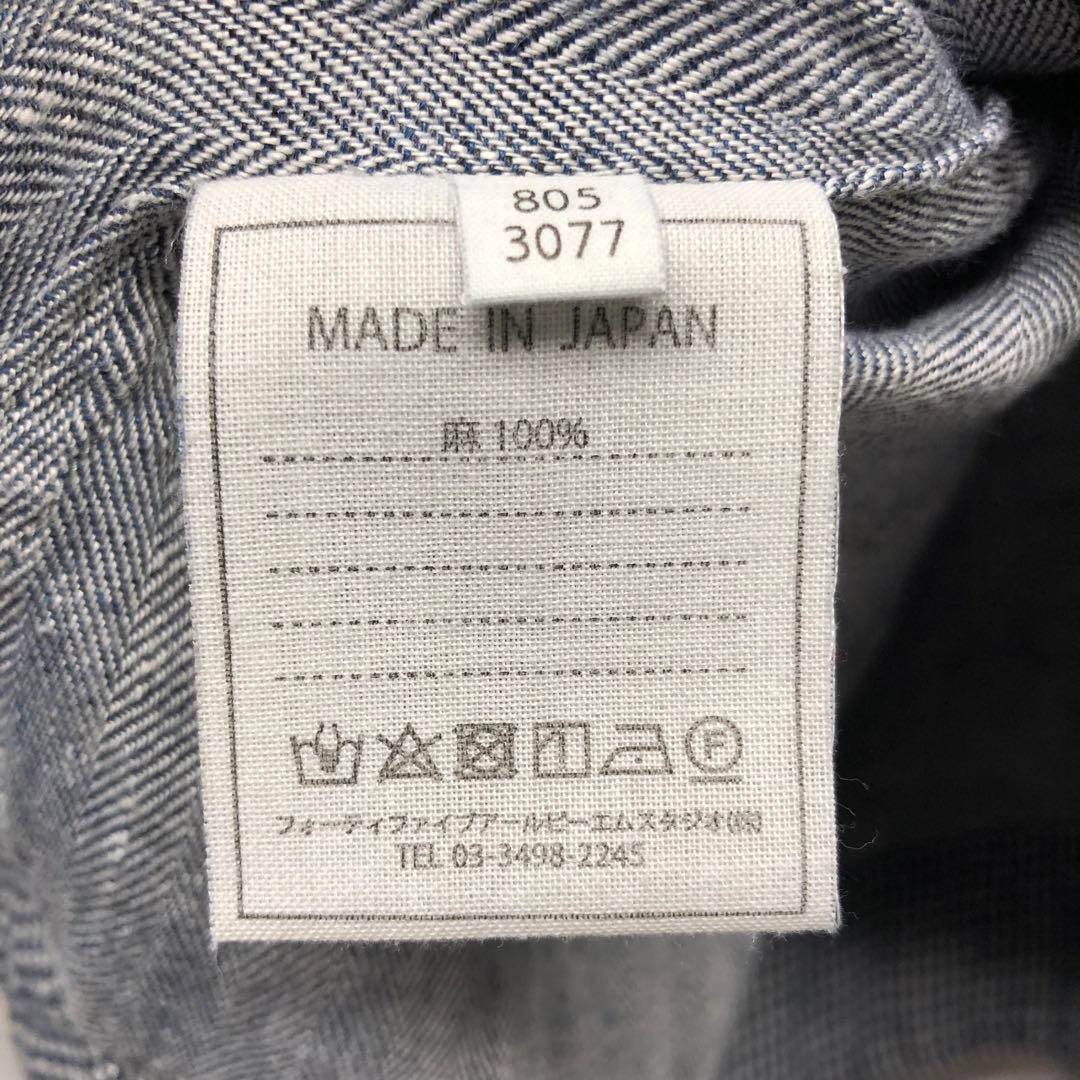 805
3077
MADE IN JAPAN
麻 100%
F
フォーティファイブアールピーエムスタジオ(株)
TEL 03-3498-2245